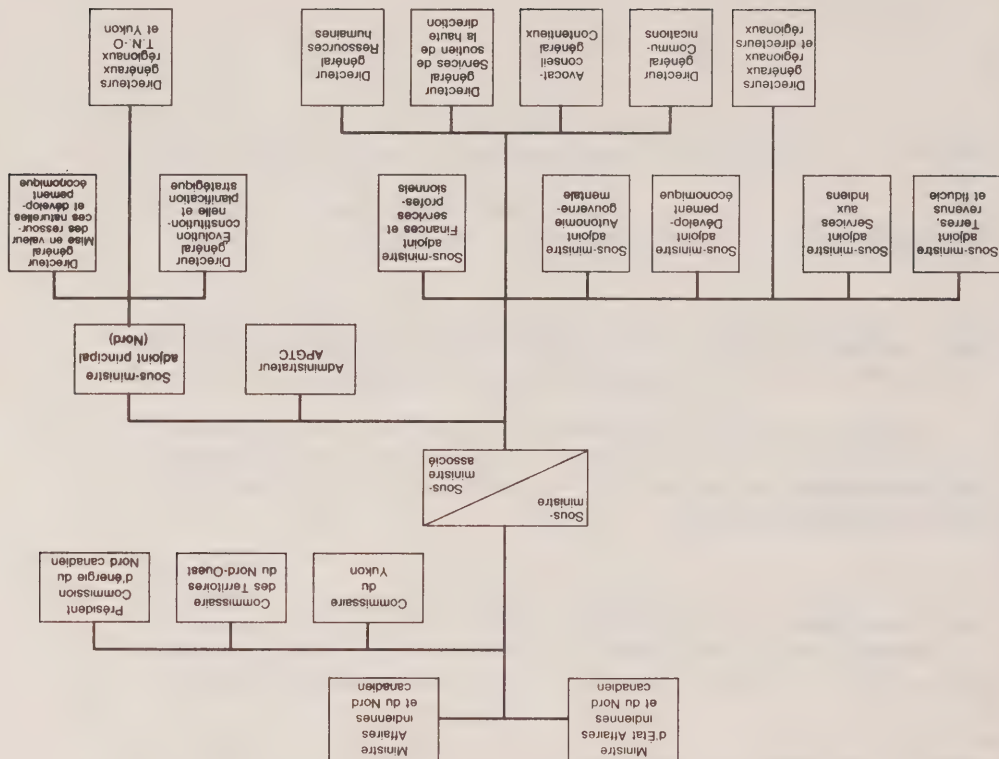 Ministre
d'État Affaires
indiennes
et du Nord
canadien
Ministre
Affaires
indiennes
et du Nord
canadien
Commissaire
du
Yukon
Commissaire
des Territoires
du Nord-Ouest
Président
Commission
d'énergie du
Nord canadien
Sous-
ministre
Sous-
ministre
associé
Administrateur
APGTC
Sous-ministre
adjoint principal
(Nord)
Sous-ministre
adjoint
Terres,
revenus
et fiducie
Sous-ministre
adjoint
Services
aux
indiens
Sous-ministre
adjoint
Dévelop-
pement
économique
Sous-ministre
adjoint
Autonomie
gouverne-
mentale
Sous-ministre
adjoint
Finances et
services
profes-
sionnels
Directeur
général
Évolution
constitution-
nelle et
planification
stratégique
Directeur
général
Mise en valeur
des ressour-
ces naturelles
et dévelop-
pement
économique
Directeurs
généraux
régionaux
et directeurs
régionaux
Directeur
général
Commu-
nications
Avocat-
conseil
général
Contentieux
Directeur
général
Services de
soutien de
la haute
direction
Directeur
général
Ressources
humaines
Directeurs
généraux
régionaux
T.N.-O
et Yukon